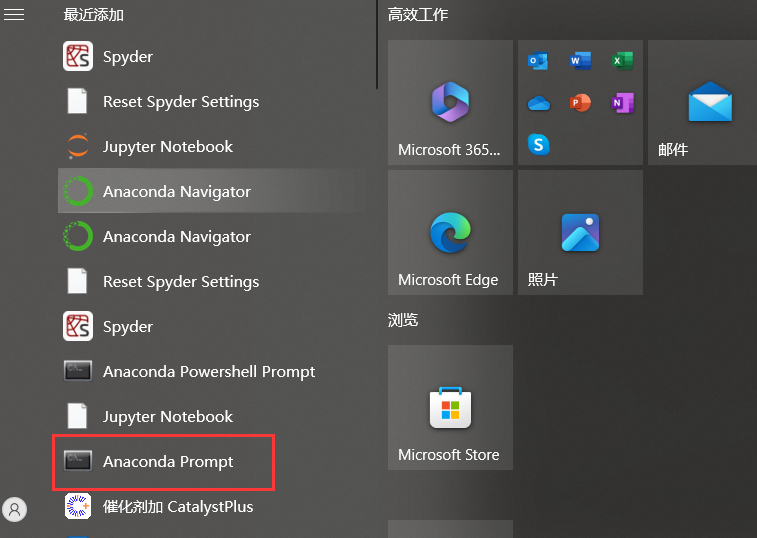 最近添加
Spyder
Reset Spyder Settings
Jupyter Notebook
Anaconda Navigator
Anaconda Navigator
Reset Spyder Settings
Spyder
Anaconda Powershell Prompt
Jupyter Notebook
Anaconda Prompt
催化剂加 CatalystPlus
高效工作
Microsoft 365...
邮件
Microsoft Edge
照片
浏览
Microsoft Store